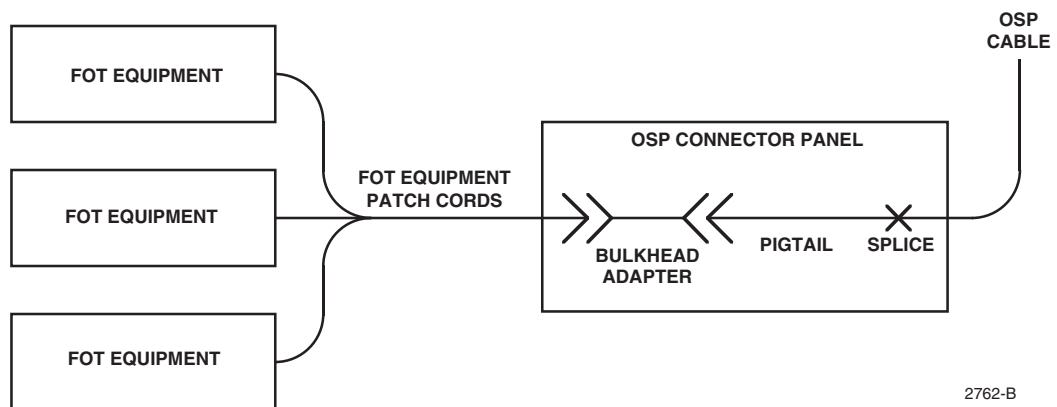 OSP
CABLE
FOT EQUIPMENT
OSP CONNECTOR PANEL
FOT EQUIPMENT
PATCH CORDS
FOT EQUIPMENT
BULKHEAD
ADAPTER
PIGTAIL
SPLICE
FOT EQUIPMENT
2762-B